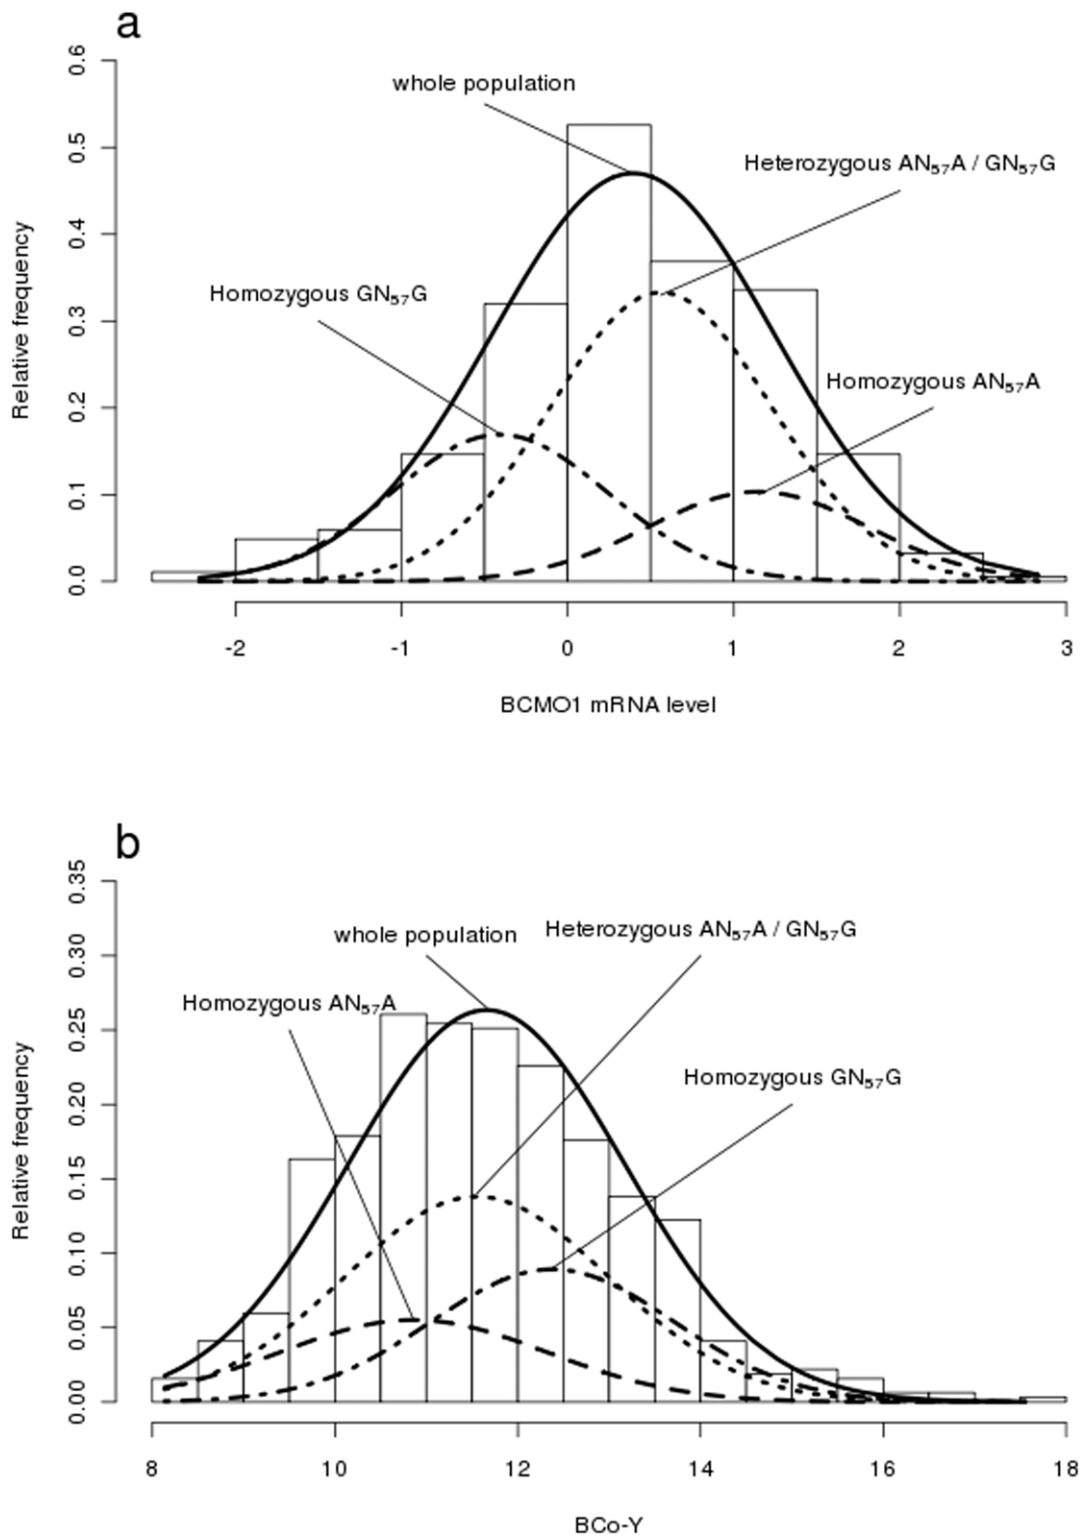 a
0.6
whole population
0.5
Heterozygous AN₅₇A / GN₅₇G
0.4
Homozygous GN₅₇G
0.3
Homozygous AN₅₇A
0.2
0.1
0.0
Relative frequency
-2 -1 0 1 2 3
BCMO1 mRNA level
b
0.35
whole population
Heterozygous AN₅₇A / GN₅₇G
0.30
Homozygous AN₅₇A
0.25
Homozygous GN₅₇G
0.20
0.15
0.10
0.05
0.00
Relative frequency
8 10 12 14 16 18
BCo-Y